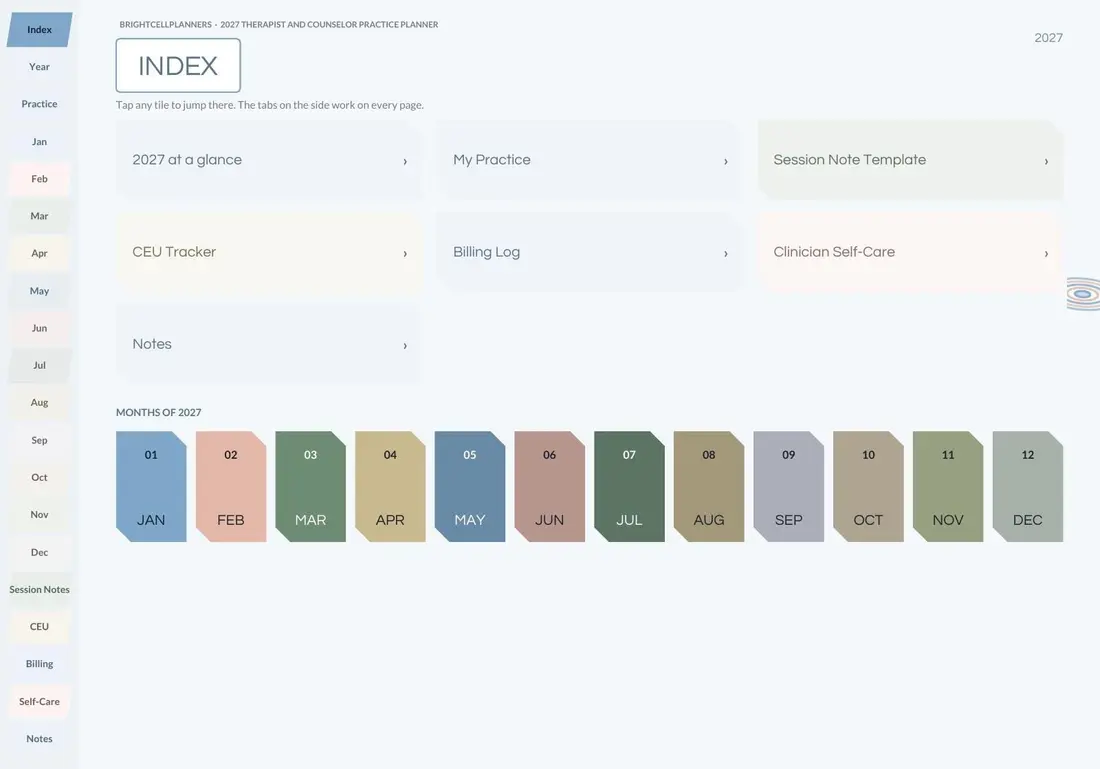 Index
Year
Practice
Jan
Feb
Mar
Apr
May
Jun
Jul
Aug
Sep
Oct
Nov
Dec
Session Notes
CEU
Billing
Self-Care
Notes
BRIGHTCELLPLANNERS · 2027 THERAPIST AND COUNSELOR PRACTICE PLANNER
2027
INDEX
Tap any tile to jump there. The tabs on the side work on every page.
2027 at a glance ›
My Practice ›
Session Note Template ›
CEU Tracker ›
Billing Log ›
Clinician Self-Care ›
Notes ›
MONTHS OF 2027
01 02 03 04 05 06 07 08 09 10 11 12
JAN FEB MAR APR MAY JUN JUL AUG SEP OCT NOV DEC